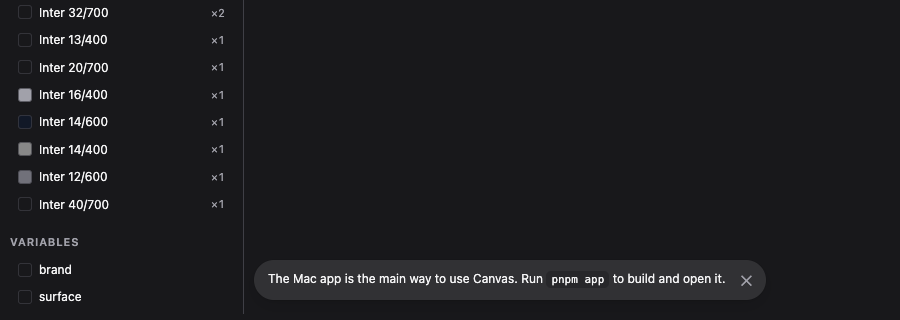 Inter 32/700 ×2
Inter 13/400 ×1
Inter 20/700 ×1
Inter 16/400 ×1
Inter 14/600 ×1
Inter 14/400 ×1
Inter 12/600 ×1
Inter 40/700 ×1
VARIABLES
brand
surface
The Mac app is the main way to use Canvas. Run pnpm app to build and open it.